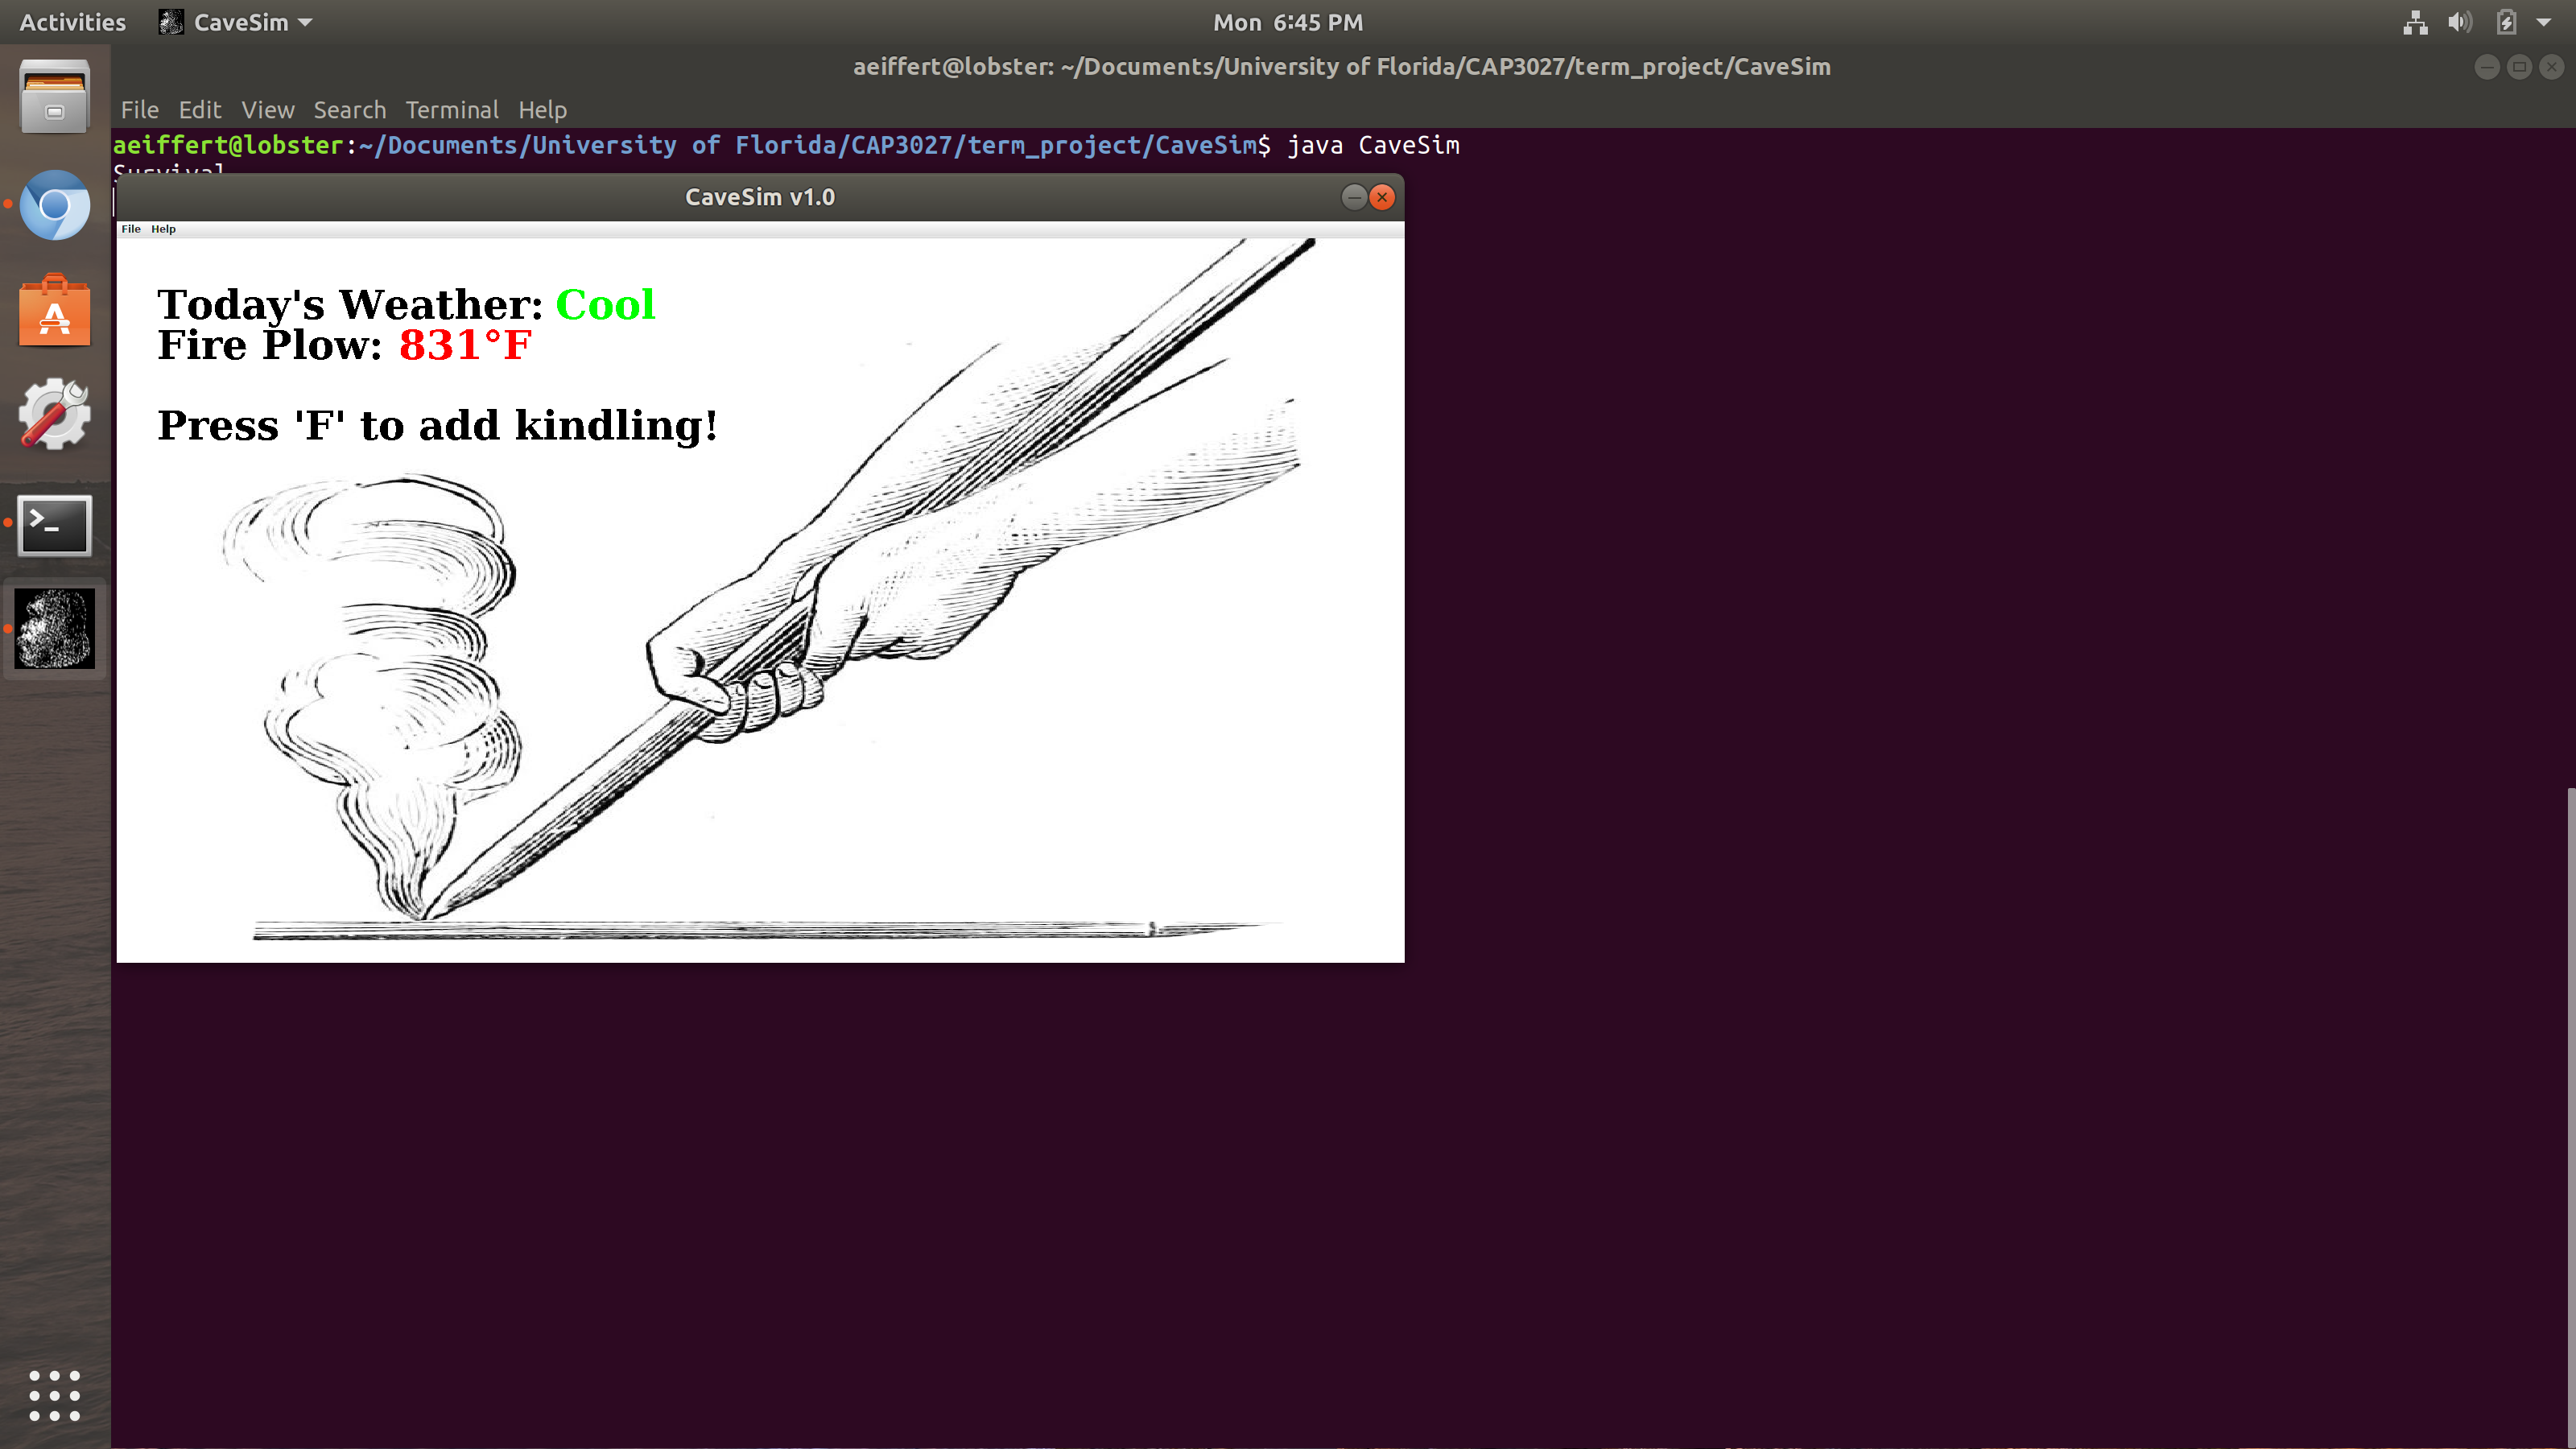 Activities CaveSim Mon 6:45 PM
aeiffert@lobster: ~/Documents/University of Florida/CAP3027/term_project/CaveSim
File Edit View Search Terminal Help
aeiffert@lobster:~/Documents/University of Florida/CAP3027/term_project/CaveSim$ java CaveSim
Survival
CaveSim v1.0
File Help
Today's Weather: Cool
Fire Plow: 831°F
Press 'F' to add kindling!